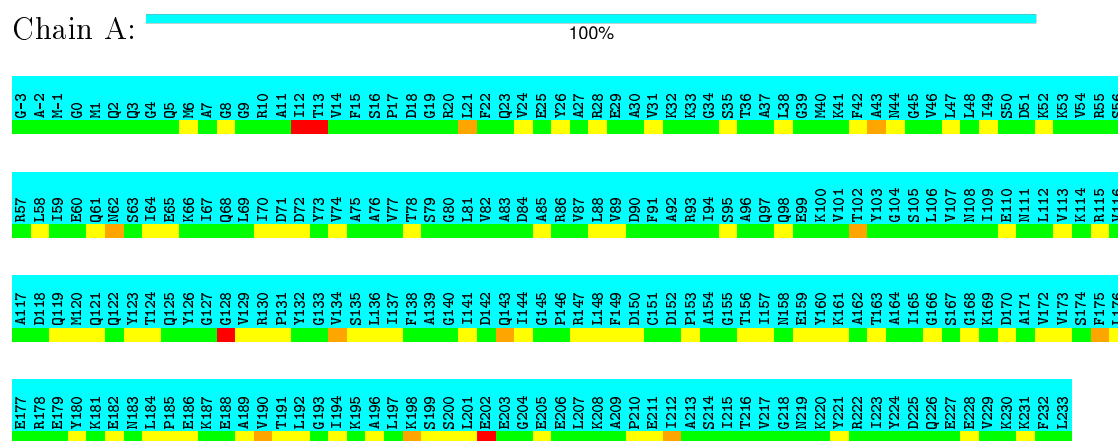 Chain A:
100%
G-3 A-2 M-1 G0 M1 Q2 Q3 G4 Q5 M6 A7 G8 G9 R10 A11 I12 T13 V14 F15 S16 P17 D18 G19 R20 L21 F22 Q23 V24 E25 Y26 A27 R28 E29 A30 V31 K32 K33 G34 S35 T36 A37 L38 G39 M40 K41 F42 A43 N44 G45 V46 L47 L48 I49 S50 D51 K52 K53 V54 R55 S56
R57 L58 I59 E60 Q61 N62 S63 I64 E65 K66 I67 Q68 L69 I70 D71 D72 Y73 V74 A75 A76 V77 T78 S79 G80 L81 V82 A83 D84 A85 R86 V87 L88 V89 D90 F91 A92 R93 I94 S95 A96 Q97 Q98 E99 K100 V101 T102 Y103 G104 S105 L106 V107 N108 I109 E110 N111 L112 V113 K114 R115 V116
A117 D118 Q119 M120 Q121 Q122 Y123 T124 Q125 Y126 G127 G128 V129 R130 P131 Y132 G133 V134 S135 L136 I137 F138 A139 G140 I141 D142 Q143 I144 G145 P146 R147 L148 F149 D150 C151 D152 P153 A154 G155 T156 I157 N158 E159 Y160 K161 A162 T163 A164 I165 G166 S167 G168 K169 D170 A171 V172 V173 S174 F175 L176
E177 R178 E179 Y180 K181 E182 N183 L184 P185 E186 K187 E188 A189 V190 T191 L192 G193 I194 K195 A196 L197 K198 S199 S200 L201 E202 E203 G204 E205 E206 L207 K208 A209 P210 E211 I212 A213 S214 I215 T216 V217 G218 N219 K220 Y221 R222 I223 Y224 D225 Q226 E227 E228 V229 K230 K231 F232 L233